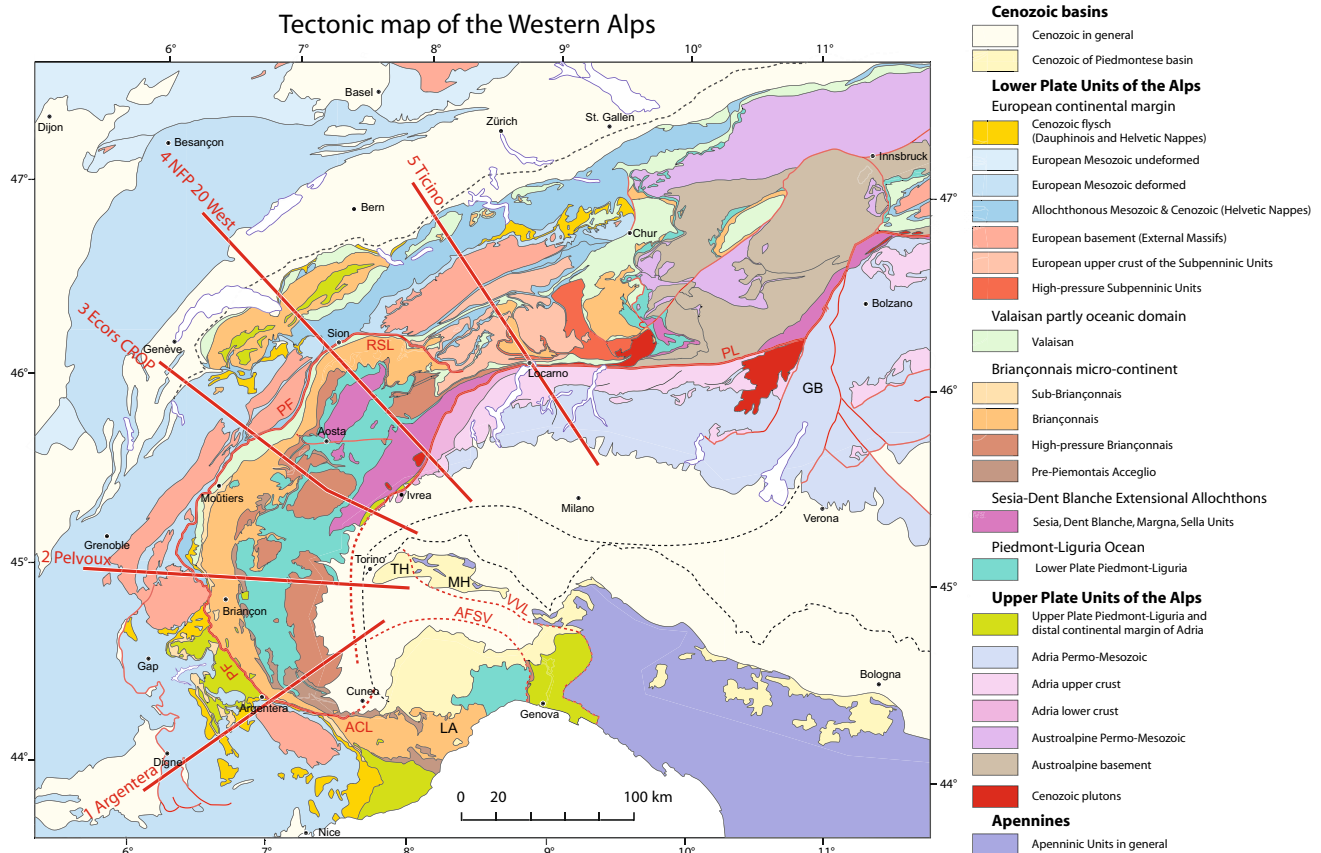 Tectonic map of the Western Alps
6° 7° 8° 9° 10° 11°
Dijon
Basel
Besançon
Zürich
St. Gallen
Innsbruck
47°
47°
4 NFP 20 West
5 Ticino
Bern
Chur
Bolzano
3 Ecors CROP
Genève
Sion
RSL
PL
Locarno
GB
46°
46°
PF
Aosta
Moûtiers
Ivrea
Milano
Verona
Grenoble
45°
45°
2 Pelvoux
Torino
TH
MH
VVL
AFSV
Briançon
Gap
PF
Bologna
Cuneo
Argentera
Genova
ACL
LA
44°
44°
Digne
1 Argentera
0 20 100 km
Nice
6° 7° 8° 9° 10° 11°
Cenozoic basins
Cenozoic in general
Cenozoic of Piedmontese basin
Lower Plate Units of the Alps
European continental margin
Cenozoic flysch
(Dauphinois and Helvetic Nappes)
European Mesozoic undeformed
European Mesozoic deformed
Allochthonous Mesozoic & Cenozoic (Helvetic Nappes)
European basement (External Massifs)
European upper crust of the Subpenninic Units
High-pressure Subpenninic Units
Valaisan partly oceanic domain
Valaisan
Briançonnais micro-continent
Sub-Briançonnais
Briançonnais
High-pressure Briançonnais
Pre-Piemontais Acceglio
Sesia-Dent Blanche Extensional Allochthons
Sesia, Dent Blanche, Margna, Sella Units
Piedmont-Liguria Ocean
Lower Plate Piedmont-Liguria
Upper Plate Units of the Alps
Upper Plate Piedmont-Liguria and
distal continental margin of Adria
Adria Permo-Mesozoic
Adria upper crust
Adria lower crust
Austroalpine Permo-Mesozoic
Austroalpine basement
Cenozoic plutons
Apennines
Apenninic Units in general